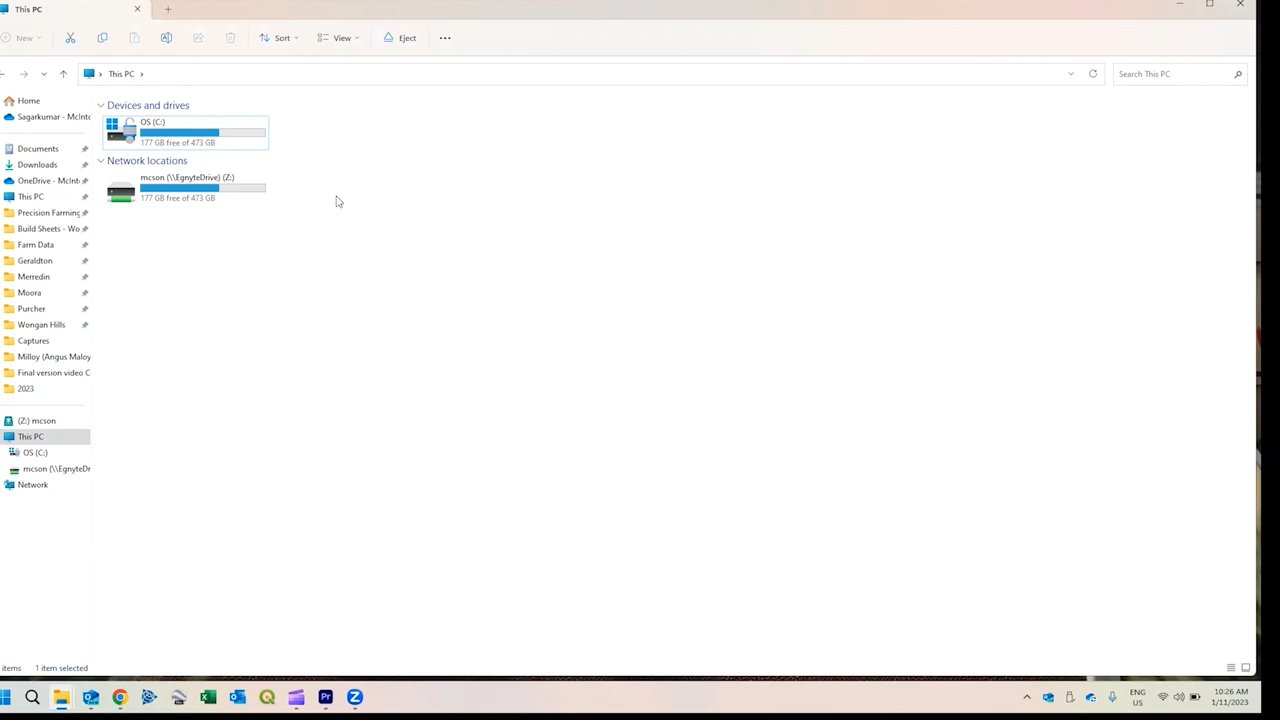 This PC
New
Sort
View
Eject
This PC
Search This PC
Home
Sagarkumar - McInto
Documents
Downloads
OneDrive - McInt
This PC
Precision Farming
Build Sheets - Wo
Farm Data
Geraldton
Merredin
Moora
Purcher
Wongan Hills
Captures
Milloy (Angus Maloy
Final version video C
2023
(Z:) mcson
This PC
OS (C:)
mcson (\\EgnyteDr
Network
Devices and drives
OS (C:)
177 GB free of 473 GB
Network locations
mcson (\\EgnyteDrive) (Z:)
177 GB free of 473 GB
items 1 item selected
Pr
ENG
US
10:26 AM
1/11/2023